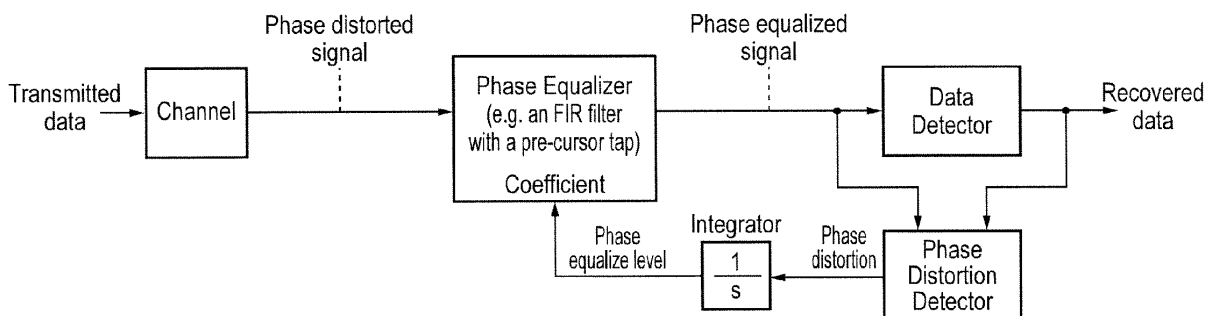 Phase distorted
signal
Phase equalized
signal
Transmitted
data
Channel
Phase Equalizer
(e.g. an FIR filter
with a pre-cursor tap)
Coefficient
Data
Detector
Recovered
data
Phase
equalize level
Integrator
1
s
Phase
distortion
Phase
Distortion
Detector